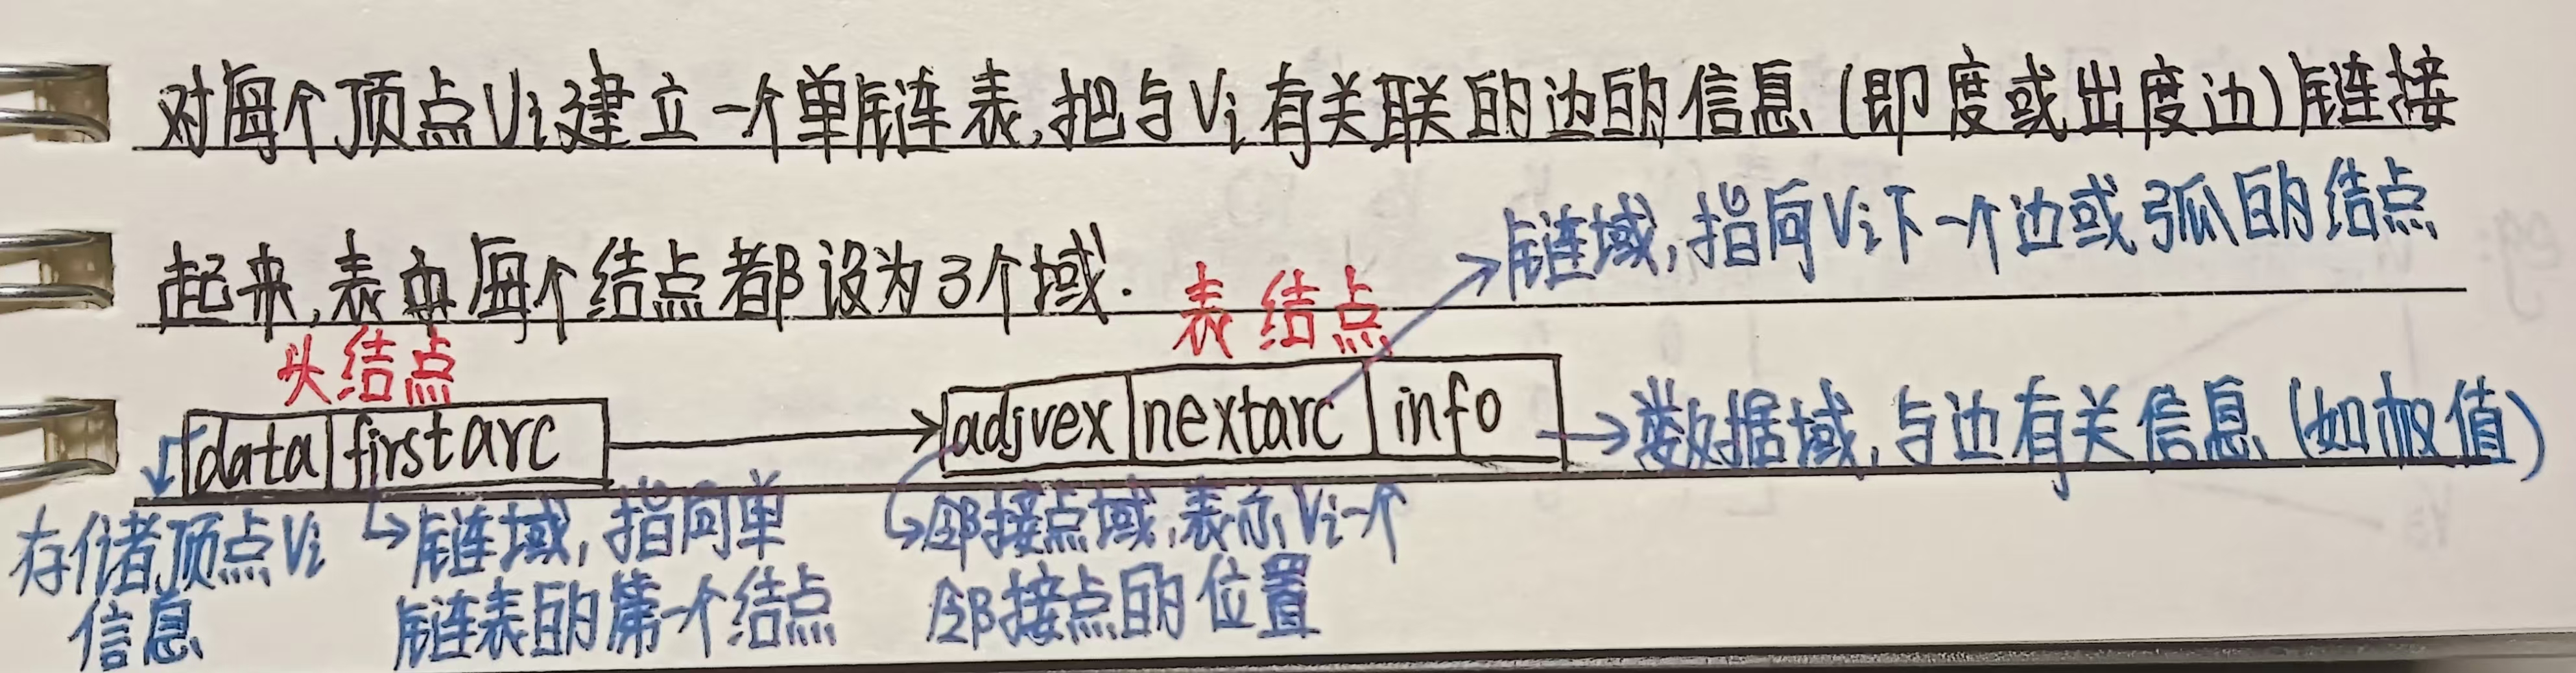 对每个顶点Vi建立一个单链表,把与Vi有关联的边的信息(即度或出度边)链接
起来,表中每个结点都设为3个域.
链域,指向Vi下一个边或弧的结点
头结点
表结点
data firstarc
adjvex nextarc info
数据域,与边有关信息(如权值)
存储顶点Vi
信息
链域,指向单
链表的第一个结点
邻接点域,表示Vi一个
邻接点的位置